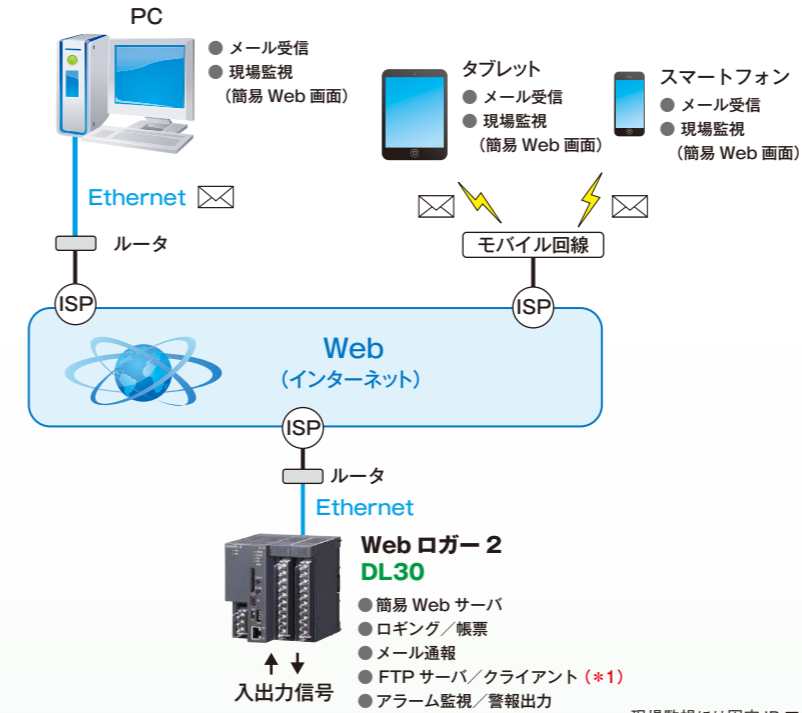 PC
● メール受信
● 現場監視
(簡易 Web 画面)
タブレット
● メール受信
● 現場監視
(簡易 Web 画面)
スマートフォン
● メール受信
● 現場監視
(簡易 Web 画面)
Ethernet
ルータ
モバイル回線
ISP
ISP
Web
(インターネット)
ISP
ルータ
Ethernet
Web ロガー 2
DL30
● 簡易 Web サーバ
● ロギング/帳票
● メール通報
● FTP サーバ/クライアント (*1)
● アラーム監視/警報出力
入出力信号